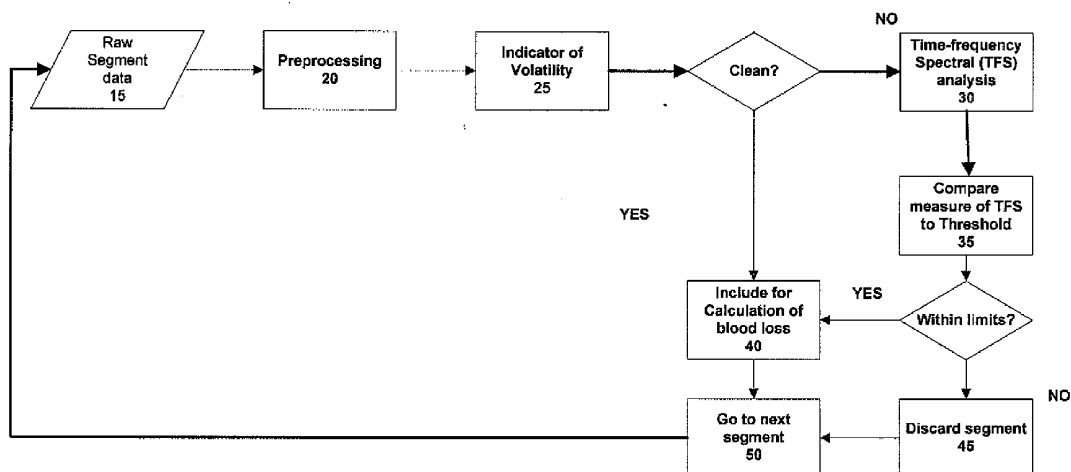 Raw
Segment
data
15
Preprocessing
20
Indicator of
Volatility
25
Clean?
NO
Time-frequency
Spectral (TFS)
analysis
30
Compare
measure of TFS
to Threshold
35
YES
Include for
Calculation of
blood loss
40
YES
Within limits?
NO
Go to next
segment
50
Discard segment
45